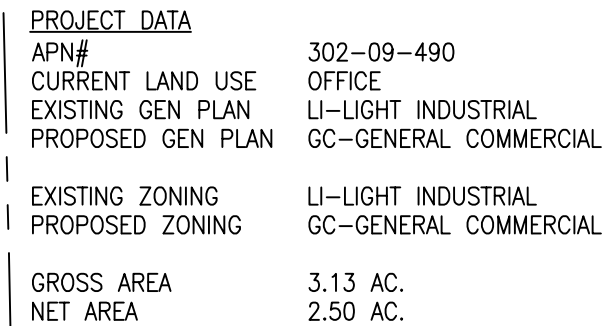 PROJECT DATA
APN# 302-09-490
CURRENT LAND USE OFFICE
EXISTING GEN PLAN LI-LIGHT INDUSTRIAL
PROPOSED GEN PLAN GC-GENERAL COMMERCIAL
EXISTING ZONING LI-LIGHT INDUSTRIAL
PROPOSED ZONING GC-GENERAL COMMERCIAL
GROSS AREA 3.13 AC.
NET AREA 2.50 AC.